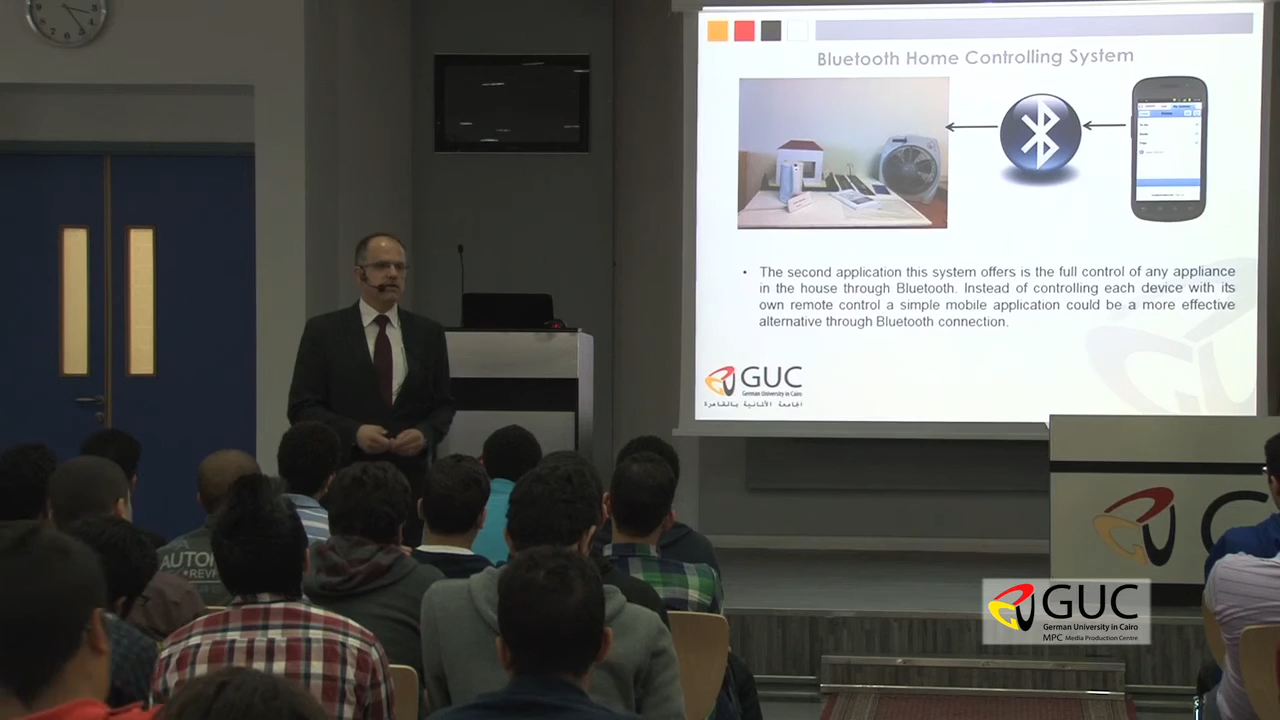 Bluetooth Home Controlling System
• The second application this system offers is the full control of any appliance
in the house through Bluetooth. Instead of controlling each device with its
own remote control a simple mobile application could be a more effective
alternative through Bluetooth connection.
GUC
German University in Cairo
الجامعة الألمانية بالقاهرة
GUC
German University in Cairo
MPC Media Production Centre